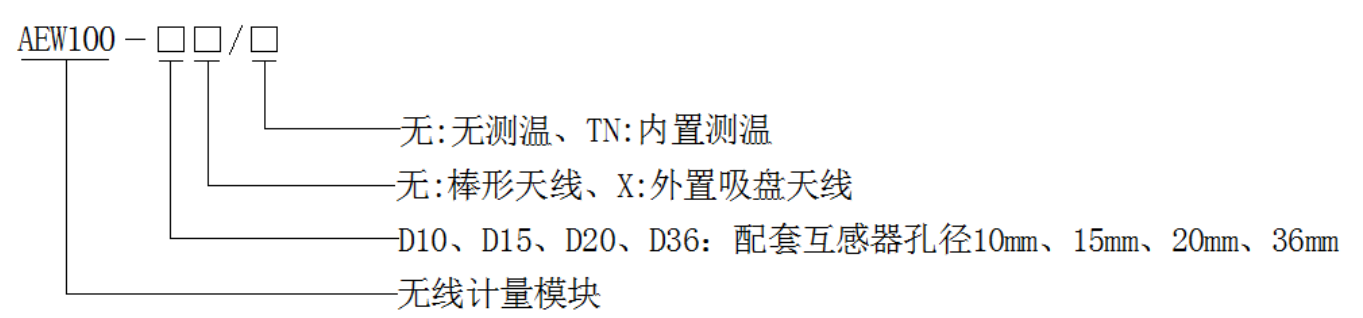 AEW100-□□/□
无:无测温、TN:内置测温
无:棒形天线、X:外置吸盘天线
D10、D15、D20、D36：配套互感器孔径10mm、15mm、20mm、36mm
无线计量模块